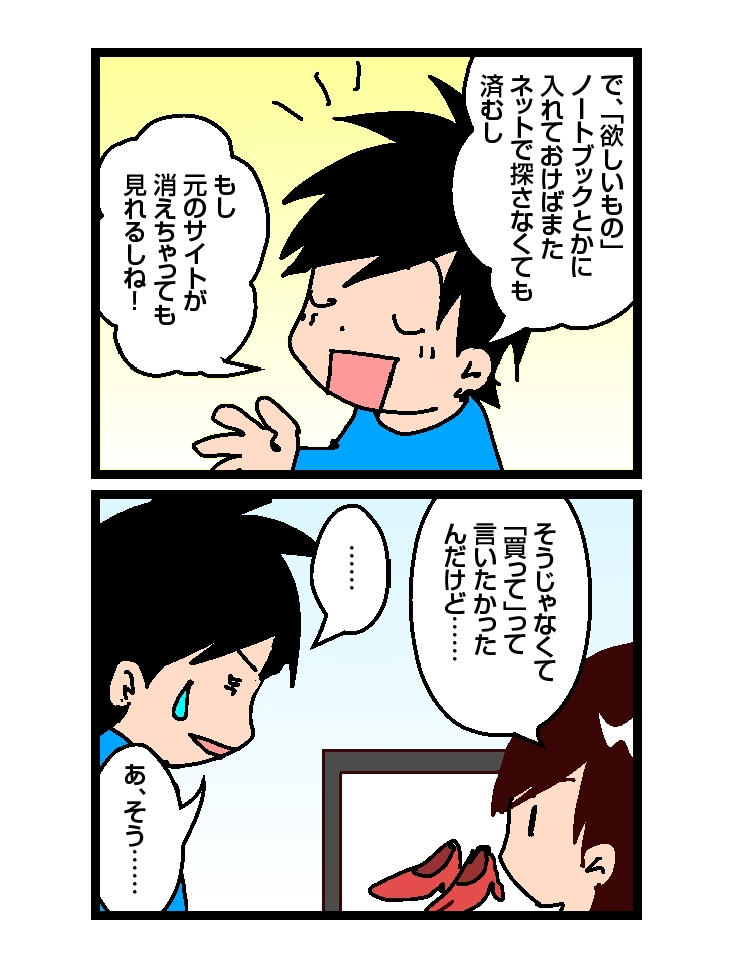 で、「欲しいもの」
ノートブックとかに
入れておけばまた
ネットで探さなくても
済むし
もし
元のサイトが
消えちゃっても
見れるしね！
そうじゃなくて
「買って」って
言いたかった
んだけど……
……
あ、そう……